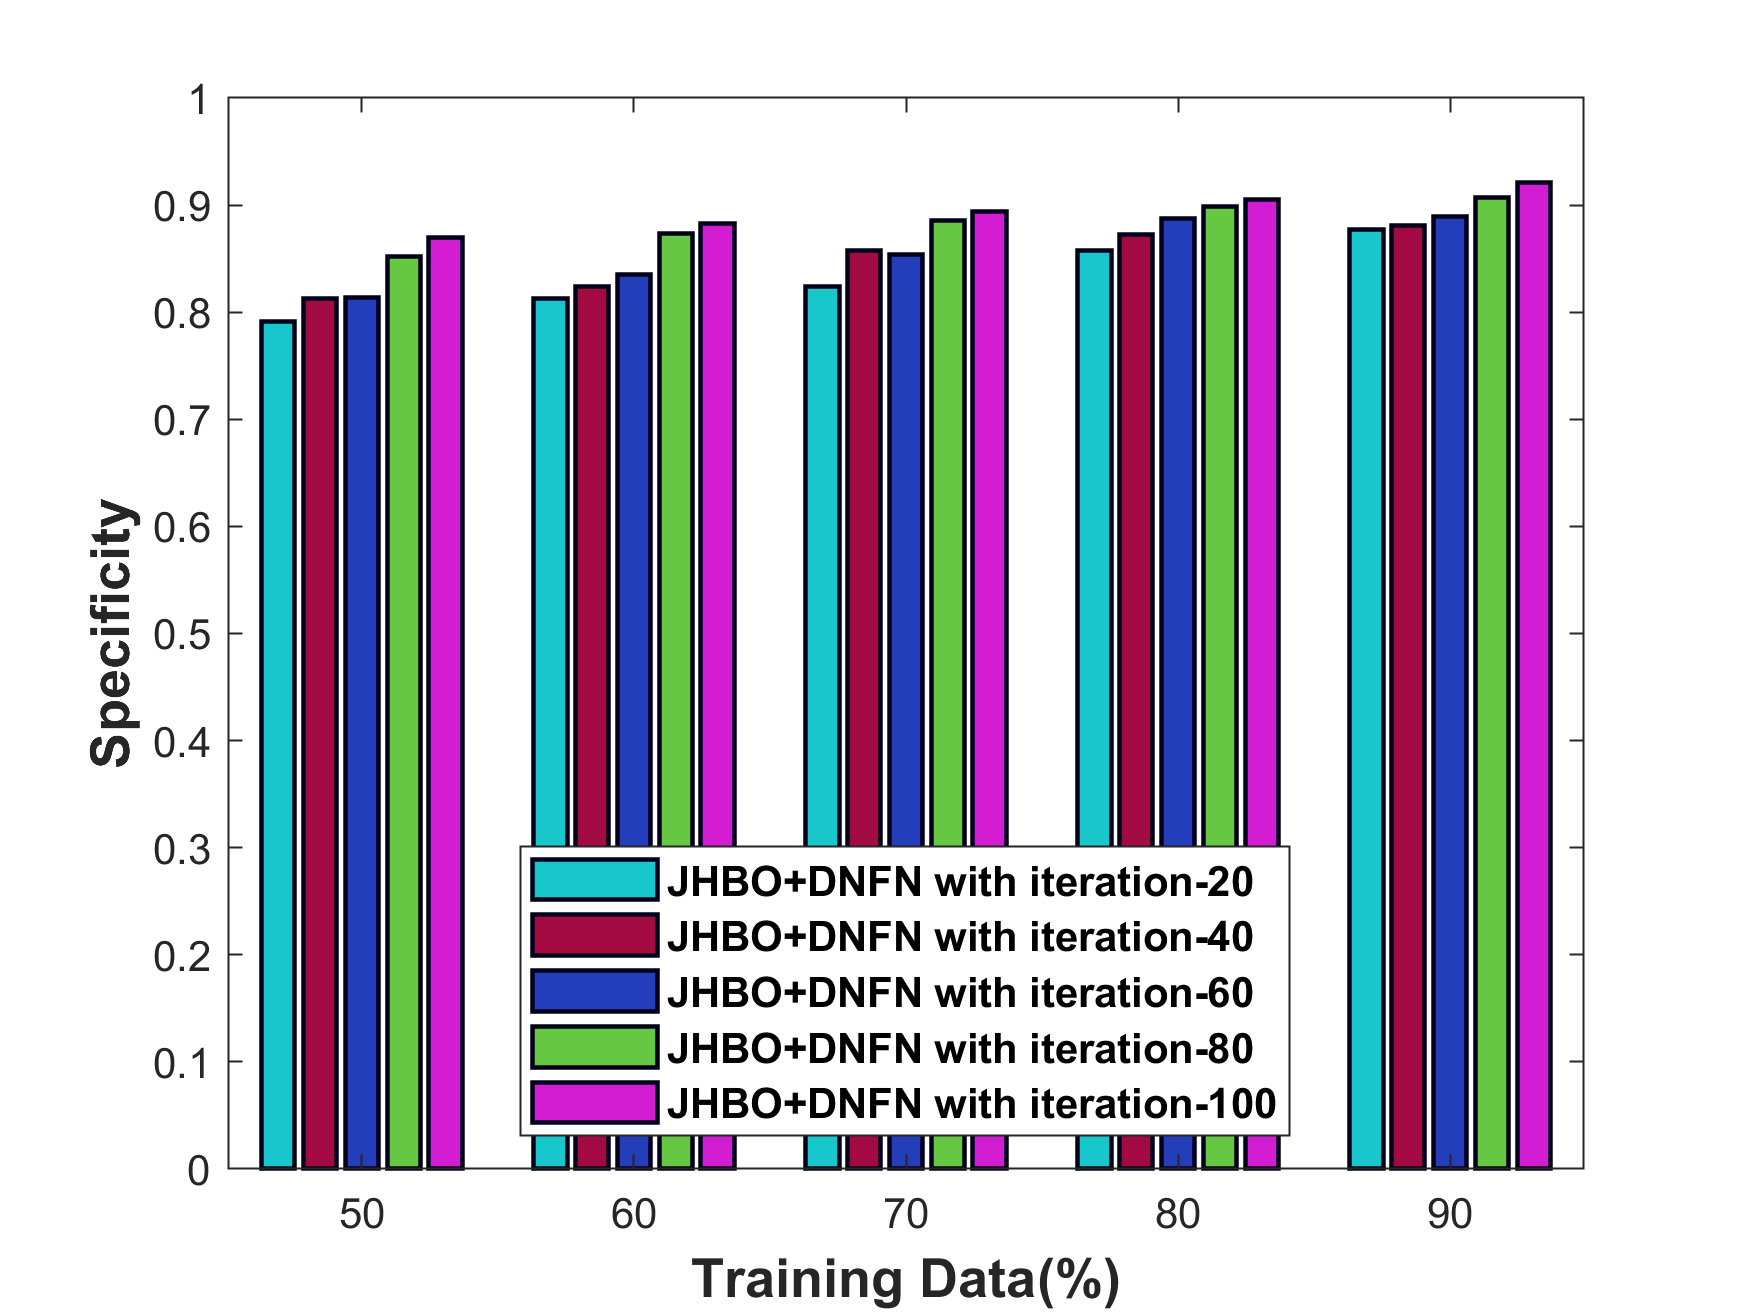 1
0.9
0.8
0.7
0.6
0.5
0.4
0.3
0.2
0.1
0
Specificity
JHBO+DNFN with iteration-20
JHBO+DNFN with iteration-40
JHBO+DNFN with iteration-60
JHBO+DNFN with iteration-80
JHBO+DNFN with iteration-100
50 60 70 80 90
Training Data(%)